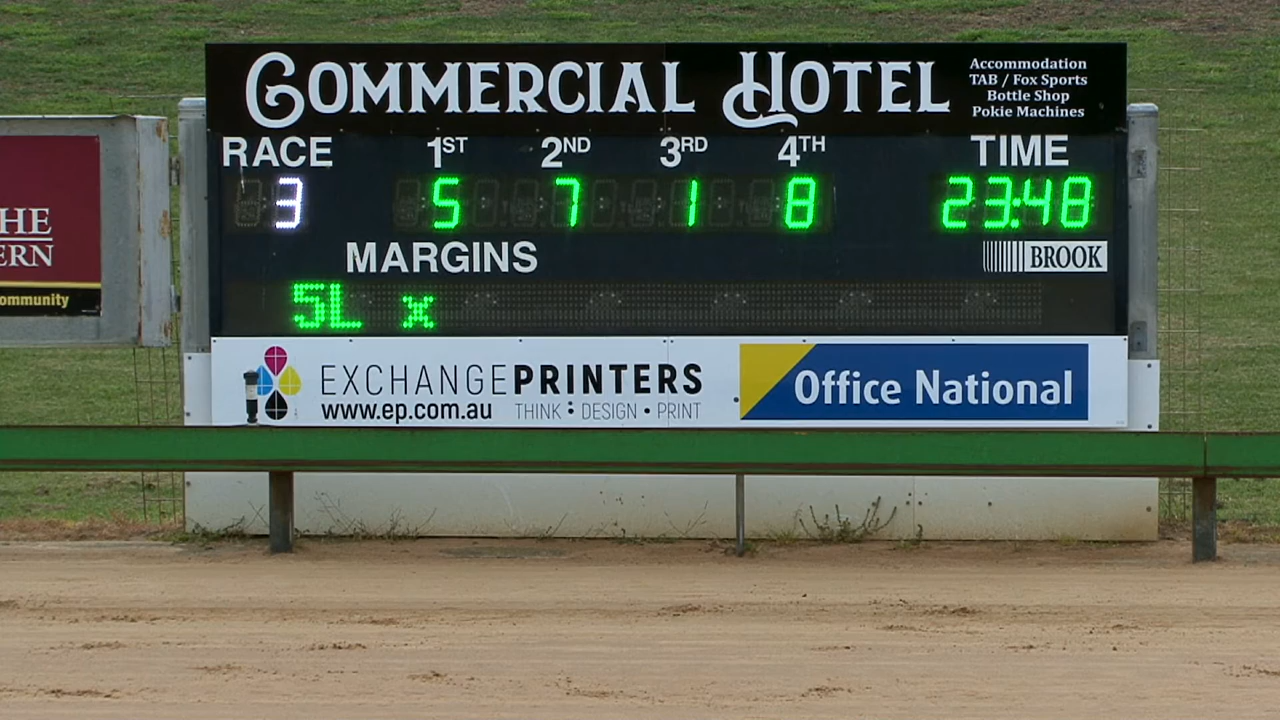 COMMERCIAL HOTEL
Accommodation
TAB / Fox Sports
Bottle Shop
Pokie Machines
RACE 1ST 2ND 3RD 4TH TIME
3 5 7 1 8 23:48
MARGINS
BROOK
5L x
HE
ERN
ommunity
EXCHANGEPRINTERS
www.ep.com.au THINK : DESIGN • PRINT
Office National